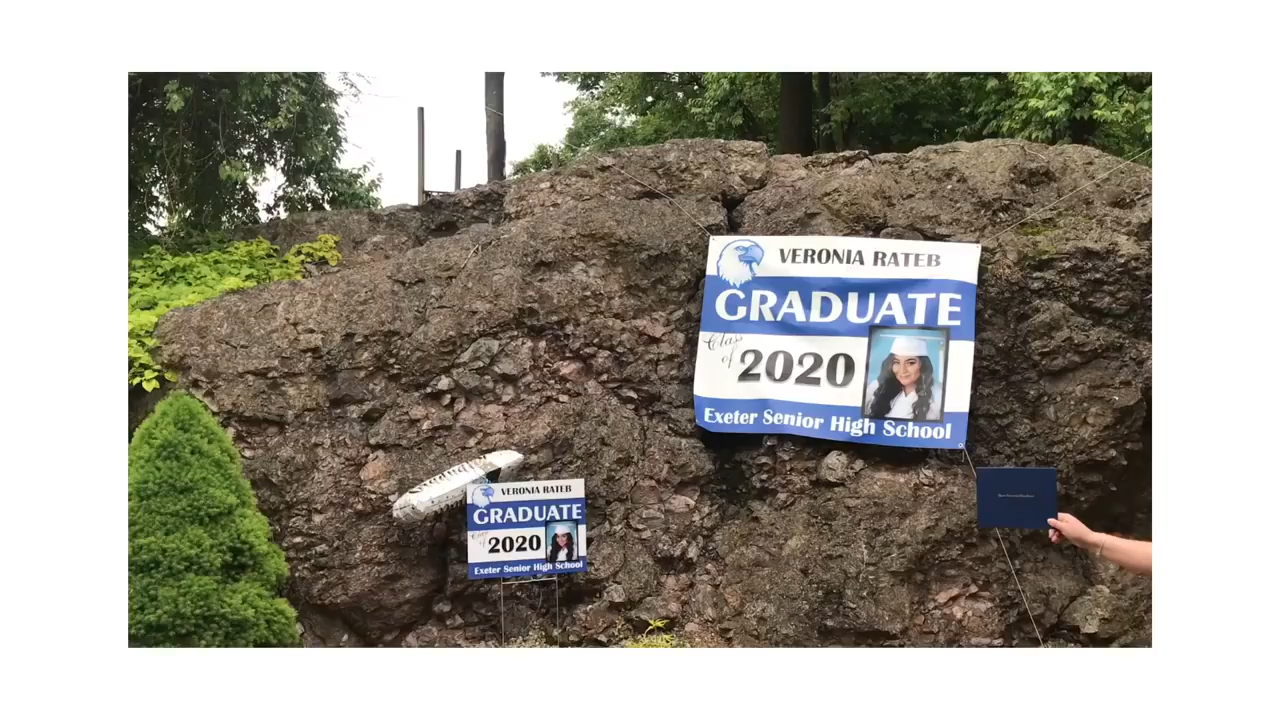 VERONIA RATEB
GRADUATE
Class
of
2020
Exeter Senior High School
Graduate
VERONIA RATEB
GRADUATE
Class
of
2020
Exeter Senior High School